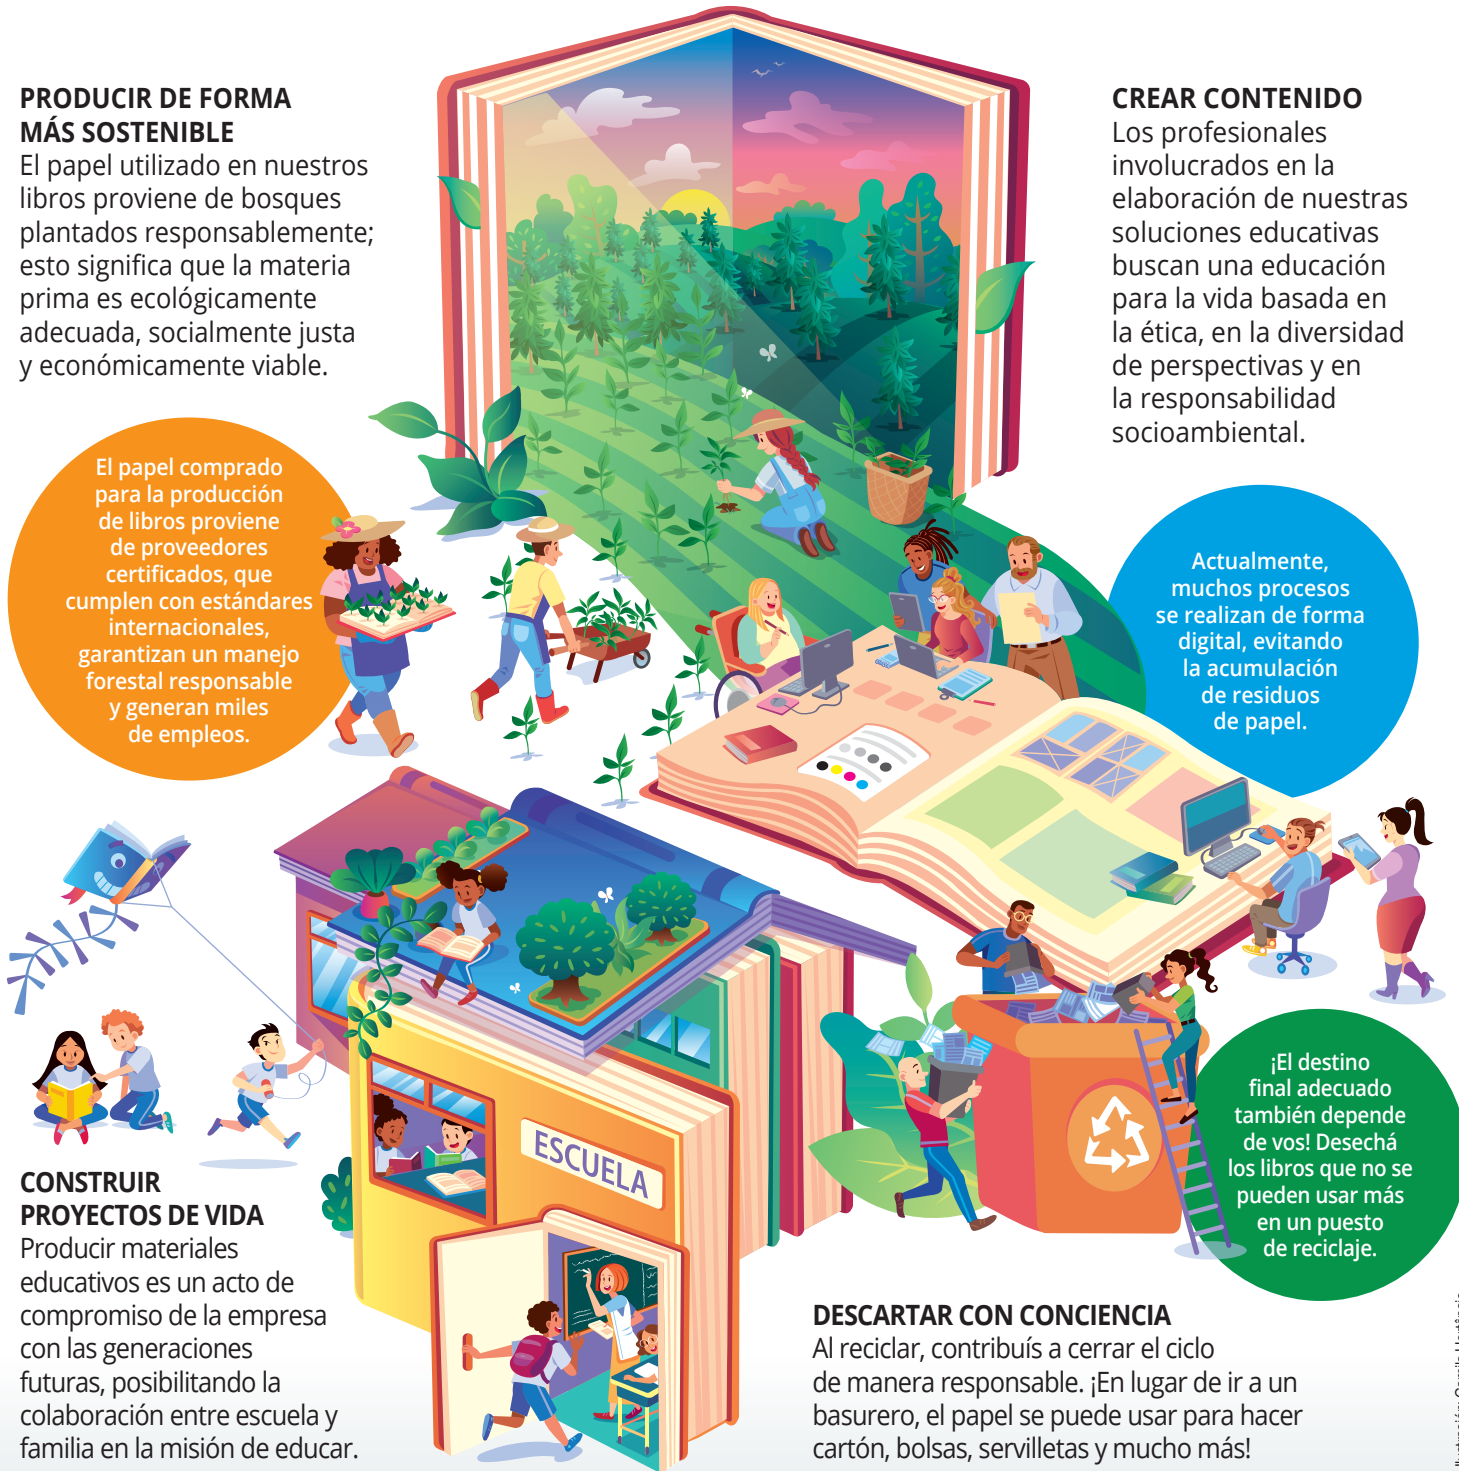 PRODUCIR DE FORMA
MÁS SOSTENIBLE
El papel utilizado en nuestros
libros proviene de bosques
plantados responsablemente;
esto significa que la materia
prima es ecológicamente
adecuada, socialmente justa
y económicamente viable.
El papel comprado
para la producción
de libros proviene
de proveedores
certificados, que
cumplen con estándares
internacionales,
garantizan un manejo
forestal responsable
y generan miles
de empleos.
CREAR CONTENIDO
Los profesionales
involucrados en la
elaboración de nuestras
soluciones educativas
buscan una educación
para la vida basada en
la ética, en la diversidad
de perspectivas y en
la responsabilidad
socioambiental.
Actualmente,
muchos procesos
se realizan de forma
digital, evitando
la acumulación
de residuos
de papel.
CONSTRUIR
PROYECTOS DE VIDA
Producir materiales
educativos es un acto de
compromiso de la empresa
con las generaciones
futuras, posibilitando la
colaboración entre escuela y
familia en la misión de educar.
ESCUELA
¡El destino
final adecuado
también depende
de vos! Desechá
los libros que no se
pueden usar más
en un puesto
de reciclaje.
DESCARTAR CON CONCIENCIA
Al reciclar, contribuís a cerrar el ciclo
de manera responsable. ¡En lugar de ir a un
basurero, el papel se puede usar para hacer
cartón, bolsas, servilletas y mucho más!